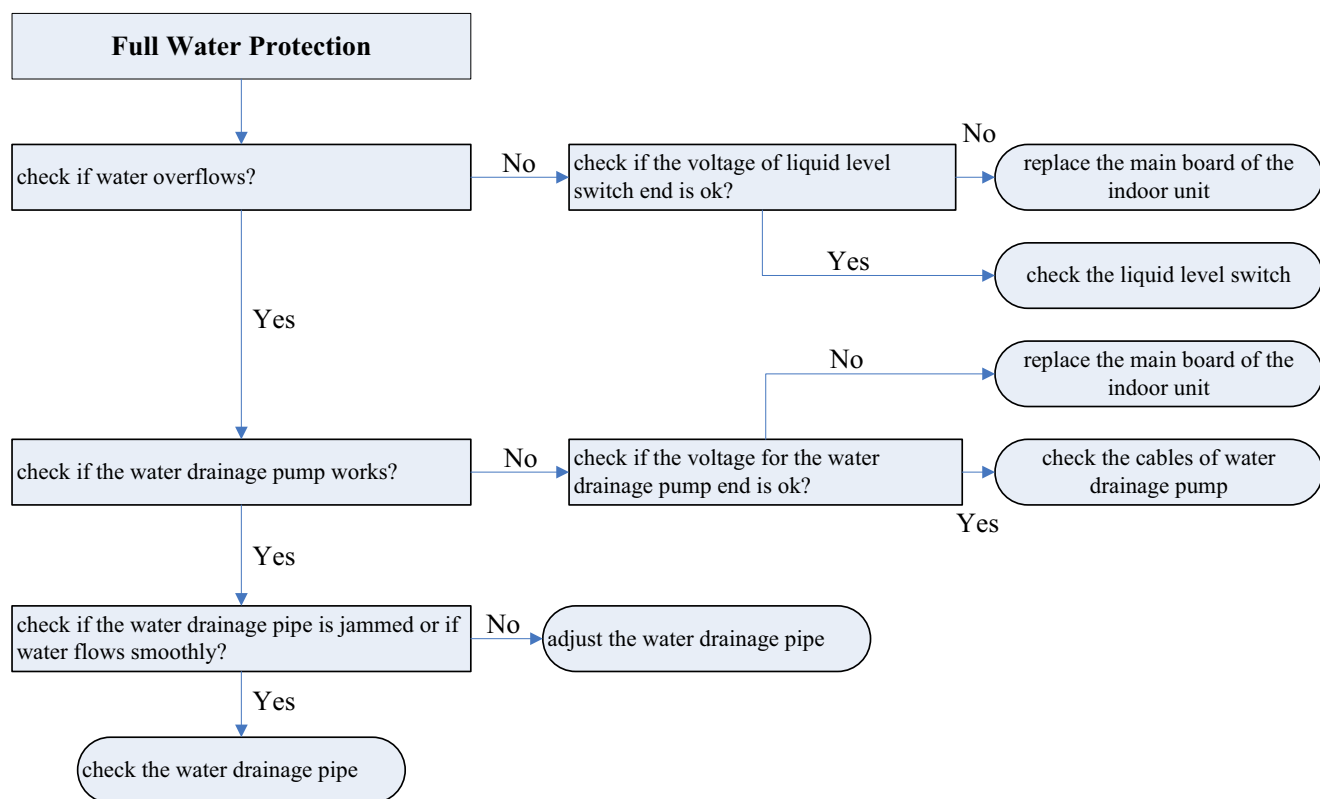 Full Water Protection
check if water overflows?
No
check if the voltage of liquid level
switch end is ok?
No
replace the main board of the
indoor unit
Yes
check the liquid level switch
Yes
No
replace the main board of the
indoor unit
check if the water drainage pump works?
No
check if the voltage for the water
drainage pump end is ok?
Yes
check the cables of water
drainage pump
Yes
check if the water drainage pipe is jammed or if
water flows smoothly?
No
adjust the water drainage pipe
Yes
check the water drainage pipe